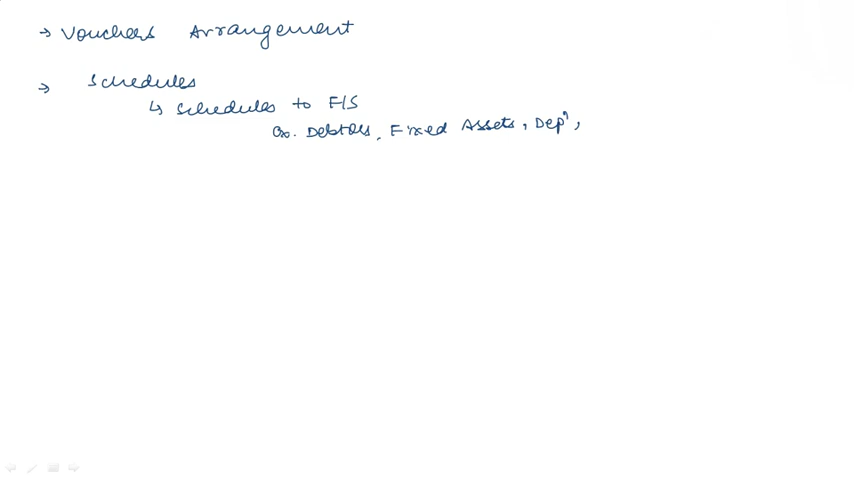 → Vouchers Arrangement
→ Schedules
↳ Schedules to F/S
Ex. Debtors, Fixed Assets, Depⁿ,